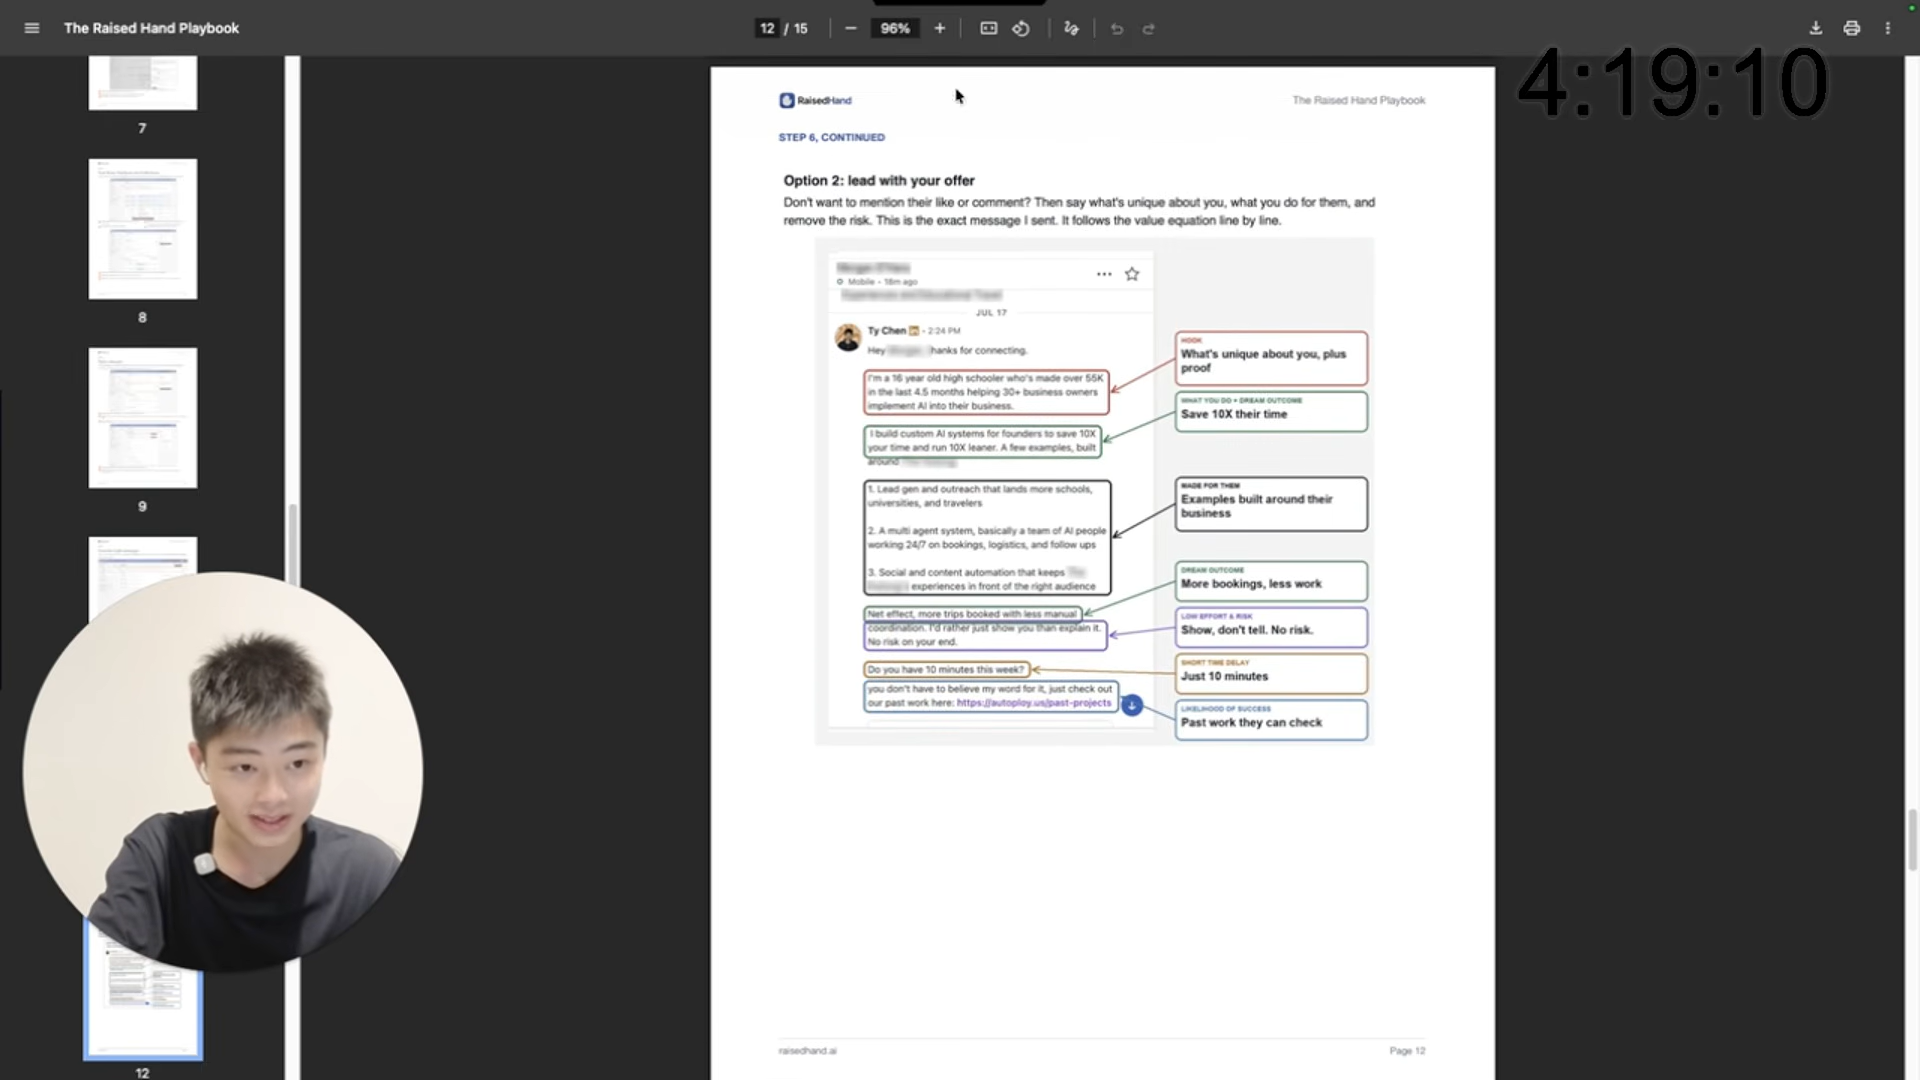 The Raised Hand Playbook
12 / 15
96%
4:19:10
7
8
9
12
RaisedHand
The Raised Hand Playbook
STEP 6, CONTINUED
Option 2: lead with your offer
Don't want to mention their like or comment? Then say what's unique about you, what you do for them, and
remove the risk. This is the exact message I sent. It follows the value equation line by line.
Mobile • 18m ago
JUL 17
Ty Chen • 2:24 PM
Hey hanks for connecting.
I'm a 16 year old high schooler who's made over 55K
in the last 4.5 months helping 30+ business owners
implement AI into their business.
I build custom AI systems for founders to save 10X
your time and run 10X leaner. A few examples, built
around
1. Lead gen and outreach that lands more schools,
universities, and travelers
2. A multi agent system, basically a team of AI people
working 24/7 on bookings, logistics, and follow ups
3. Social and content automation that keeps
experiences in front of the right audience
Net effect, more trips booked with less manual
coordination. I'd rather just show you than explain it.
No risk on your end.
Do you have 10 minutes this week?
you don't have to believe my word for it, just check out
our past work here: https://autoploy.us/past-projects
HOOK
What's unique about you, plus
proof
WHAT YOU DO + DREAM OUTCOME
Save 10X their time
MADE FOR THEM
Examples built around their
business
DREAM OUTCOME
More bookings, less work
LOW EFFORT & RISK
Show, don't tell. No risk.
SHORT TIME DELAY
Just 10 minutes
LIKELIHOOD OF SUCCESS
Past work they can check
raisedhand.ai
Page 12